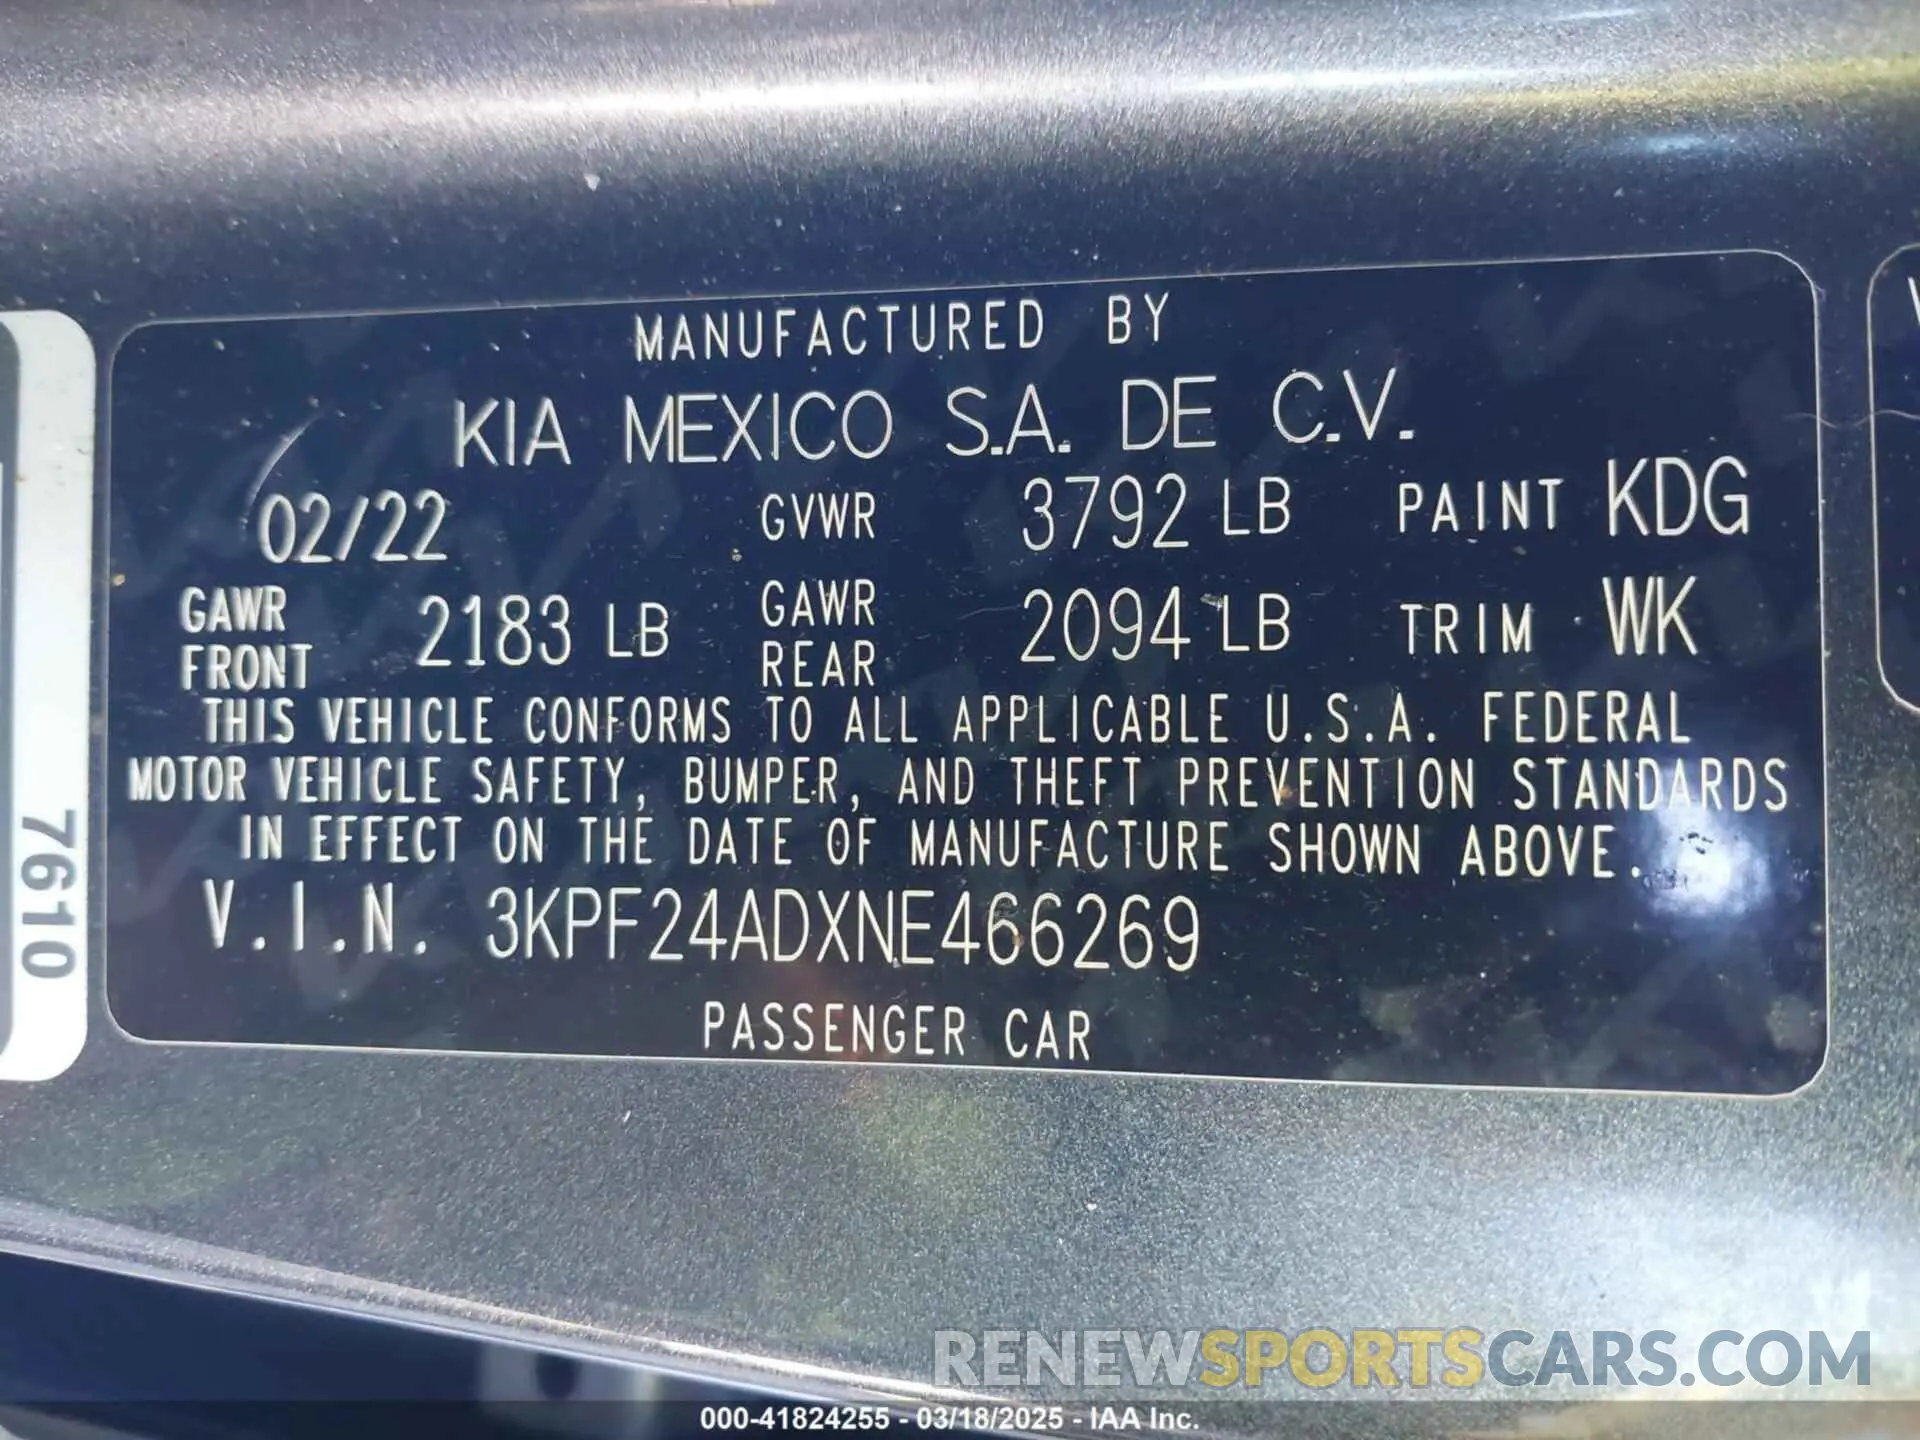 MANUFACTURED BY
KIA MEXICO S.A. DE C.V.
02/22 GVWR 3792 LB PAINT KDG
GAWR FRONT 2183 LB GAWR REAR 2094 LB TRIM WK
THIS VEHICLE CONFORMS TO ALL APPLICABLE U.S.A. FEDERAL
MOTOR VEHICLE SAFETY, BUMPER, AND THEFT PREVENTION STANDARDS
IN EFFECT ON THE DATE OF MANUFACTURE SHOWN ABOVE.
V.I.N. 3KPF24ADXNE466269
PASSENGER CAR
7610
RENEWSPORTSCARS.COM
000-41824255 - 03/18/2025 - IAA Inc.